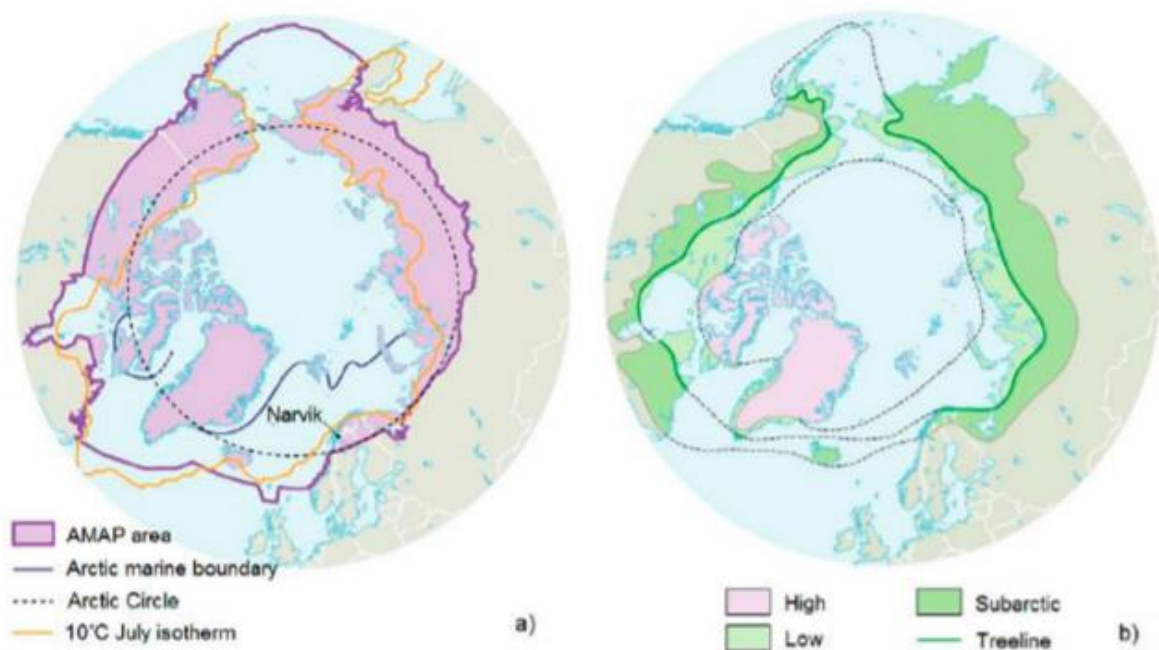 Narvik
AMAP area
Arctic marine boundary
Arctic Circle
10°C July isotherm
a)
High
Low
Subarctic
Treeline
b)